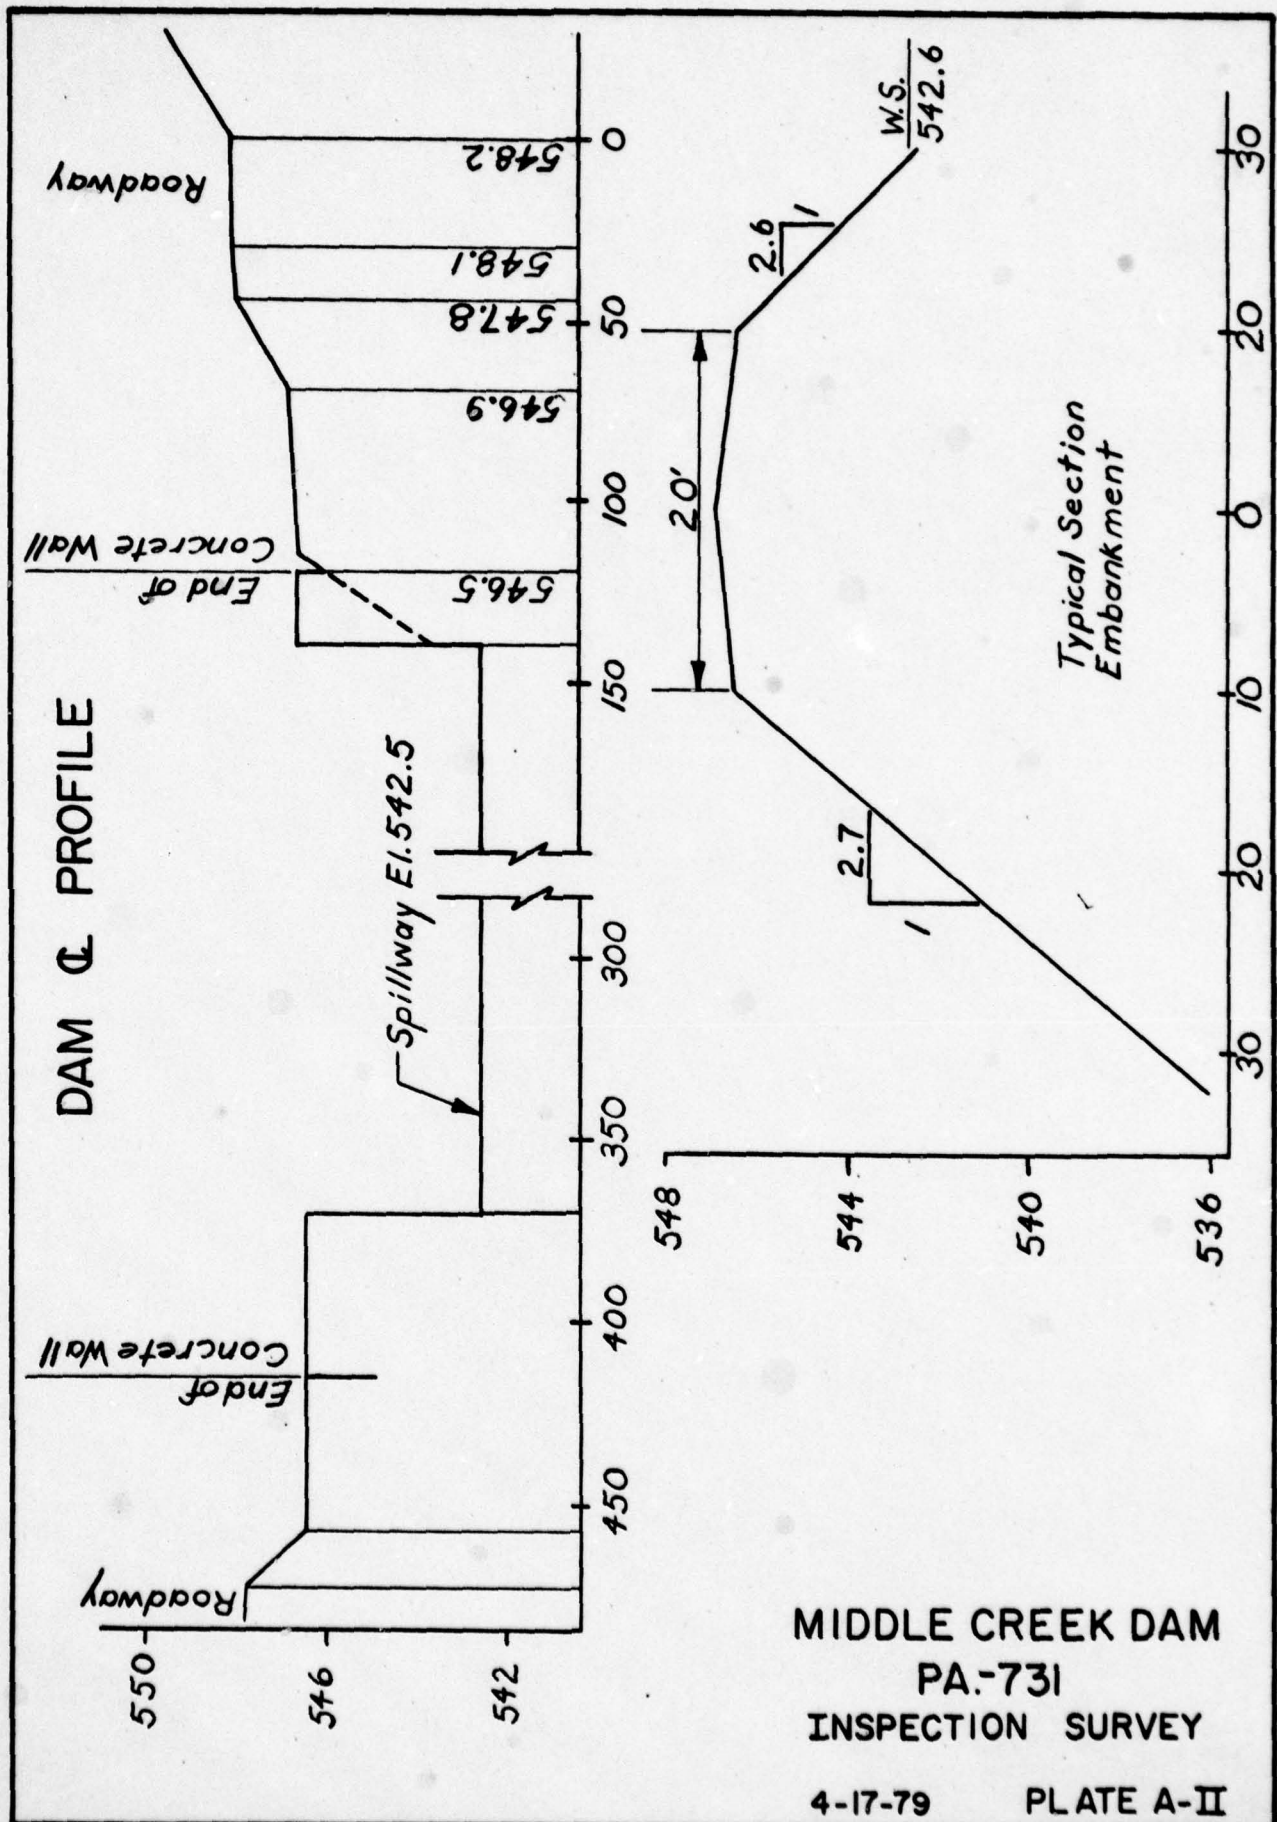 DAM ℄ PROFILE
Roadway
End of
Concrete Wall
Spillway El. 542.5
End of
Concrete Wall
Roadway
550
546
542
546.5
546.9
547.8
548.1
548.2
450
400
350
300
150
100
50
0
W.S.
542.6
2.6
1
20'
2.7
1
Typical Section
Embankment
548
544
540
536
30
20
10
0
20
30
MIDDLE CREEK DAM
PA.-731
INSPECTION SURVEY
4-17-79 PLATE A-II